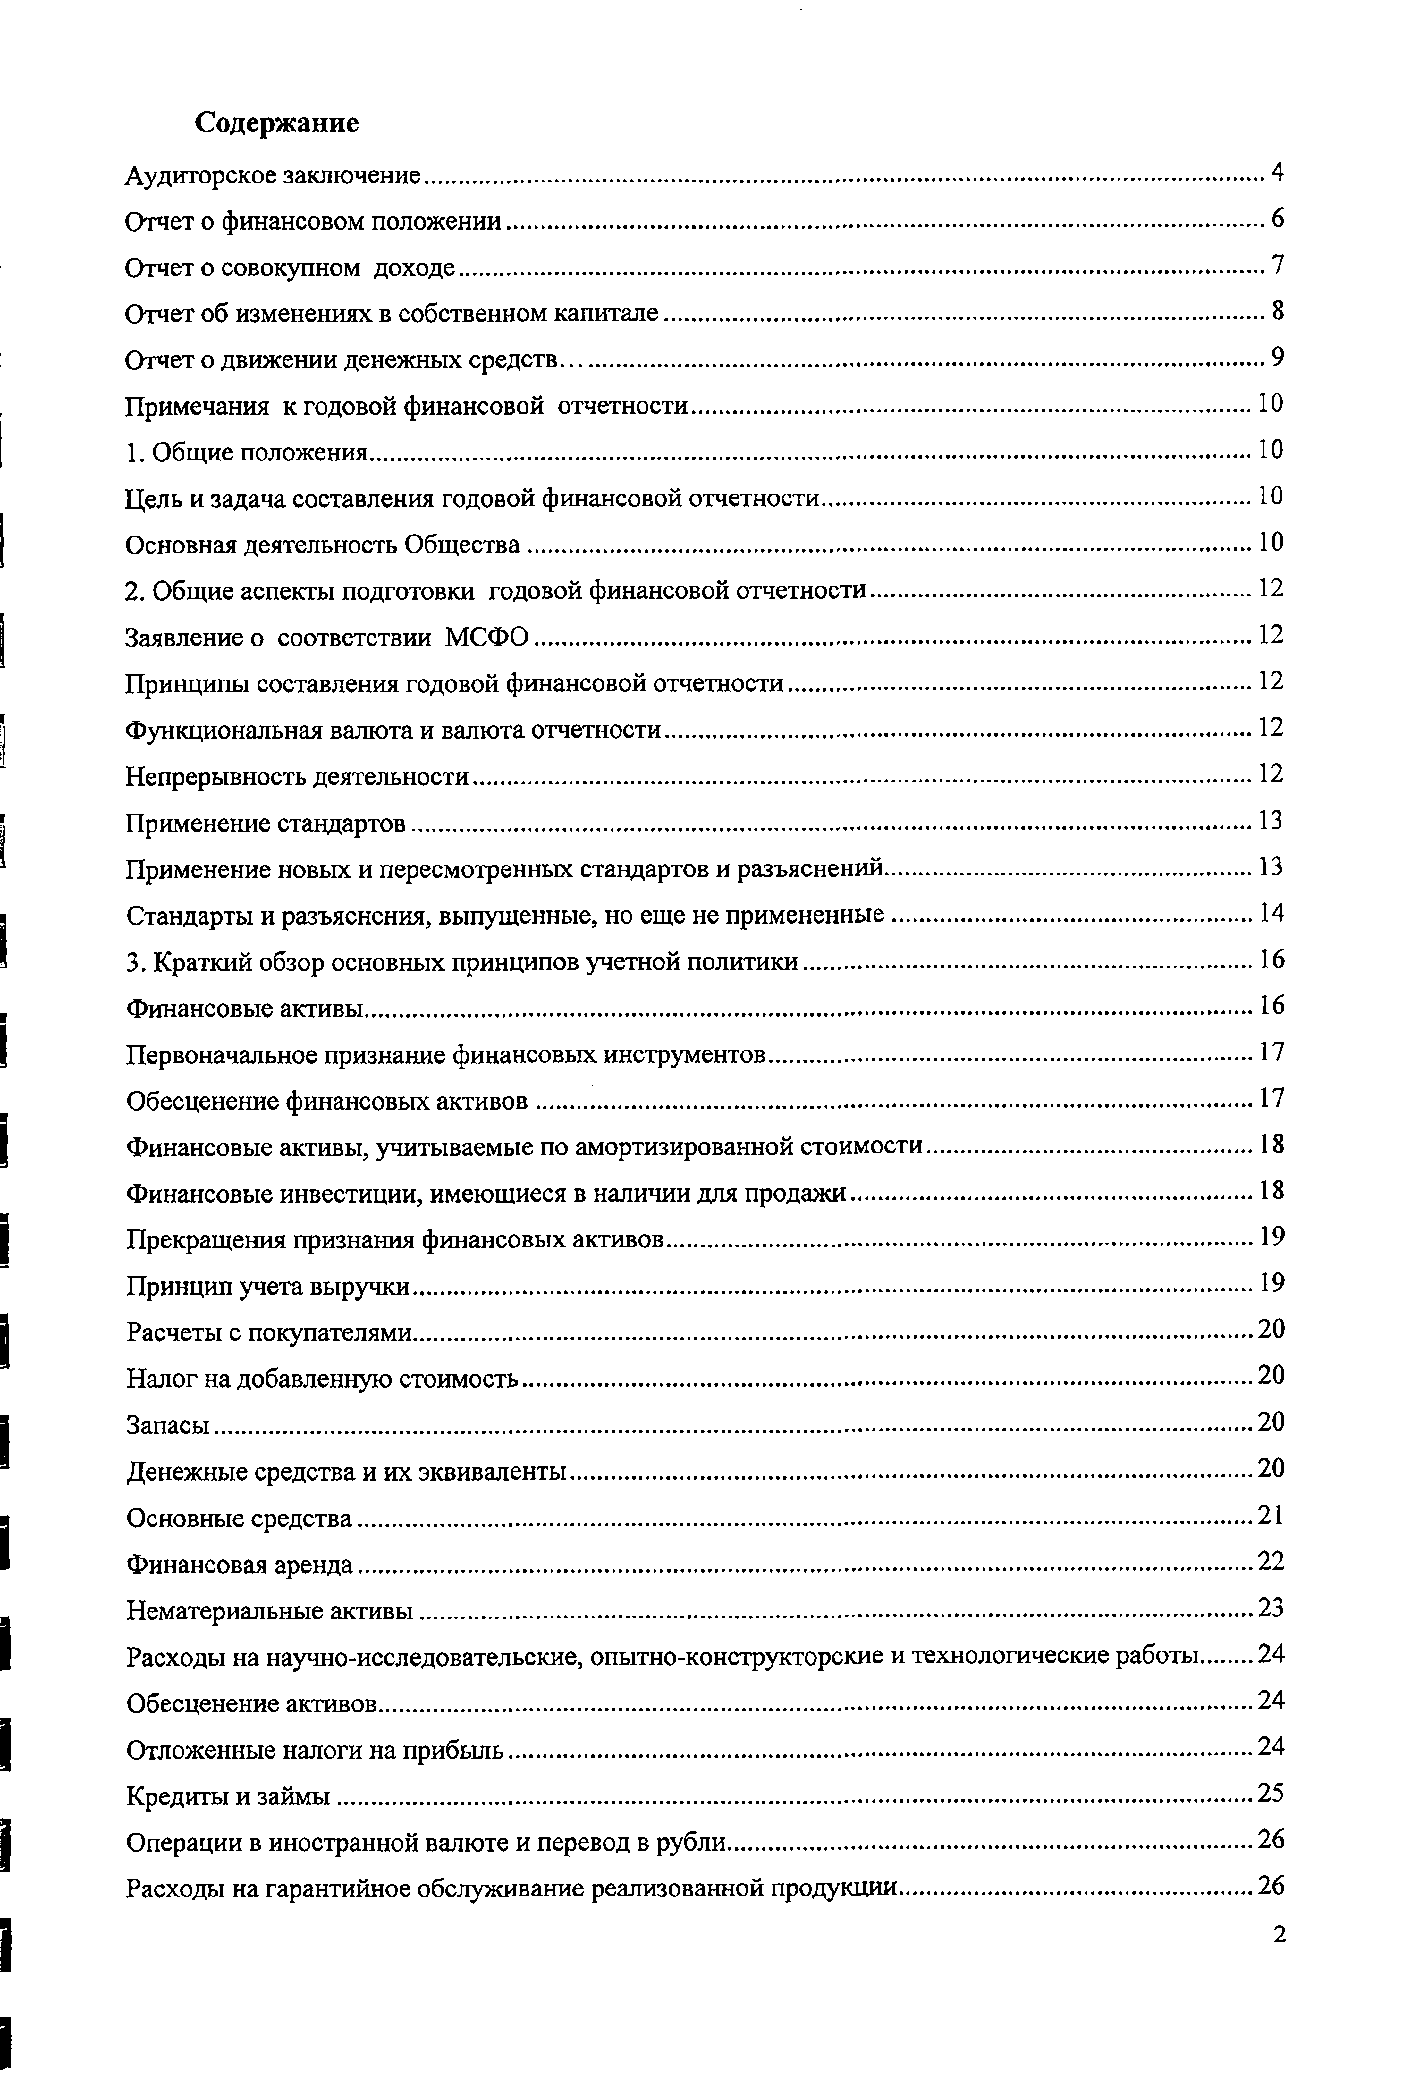 Содержание
Аудиторское заключение 4
Отчет о финансовом положении 6
Отчет о совокупном доходе 7
Отчет об изменениях в собственном капитале 8
Отчет о движении денежных средств 9
Примечания к годовой финансовой отчетности 10
1. Общие положения 10
Цель и задача составления годовой финансовой отчетности 10
Основная деятельность Общества 10
2. Общие аспекты подготовки годовой финансовой отчетности 12
Заявление о соответствии МСФО 12
Принципы составления годовой финансовой отчетности 12
Функциональная валюта и валюта отчетности 12
Непрерывность деятельности 12
Применение стандартов 13
Применение новых и пересмотренных стандартов и разъяснений 13
Стандарты и разъяснения, выпущенные, но еще не примененные 14
3. Краткий обзор основных принципов учетной политики 16
Финансовые активы 16
Первоначальное признание финансовых инструментов 17
Обесценение финансовых активов 17
Финансовые активы, учитываемые по амортизированной стоимости 18
Финансовые инвестиции, имеющиеся в наличии для продажи 18
Прекращения признания финансовых активов 19
Принцип учета выручки 19
Расчеты с покупателями 20
Налог на добавленную стоимость 20
Запасы 20
Денежные средства и их эквиваленты 20
Основные средства 21
Финансовая аренда 22
Нематериальные активы 23
Расходы на научно-исследовательские, опытно-конструкторские и технологические работы 24
Обесценение активов 24
Отложенные налоги на прибыль 24
Кредиты и займы 25
Операции в иностранной валюте и перевод в рубли 26
Расходы на гарантийное обслуживание реализованной продукции 26
2